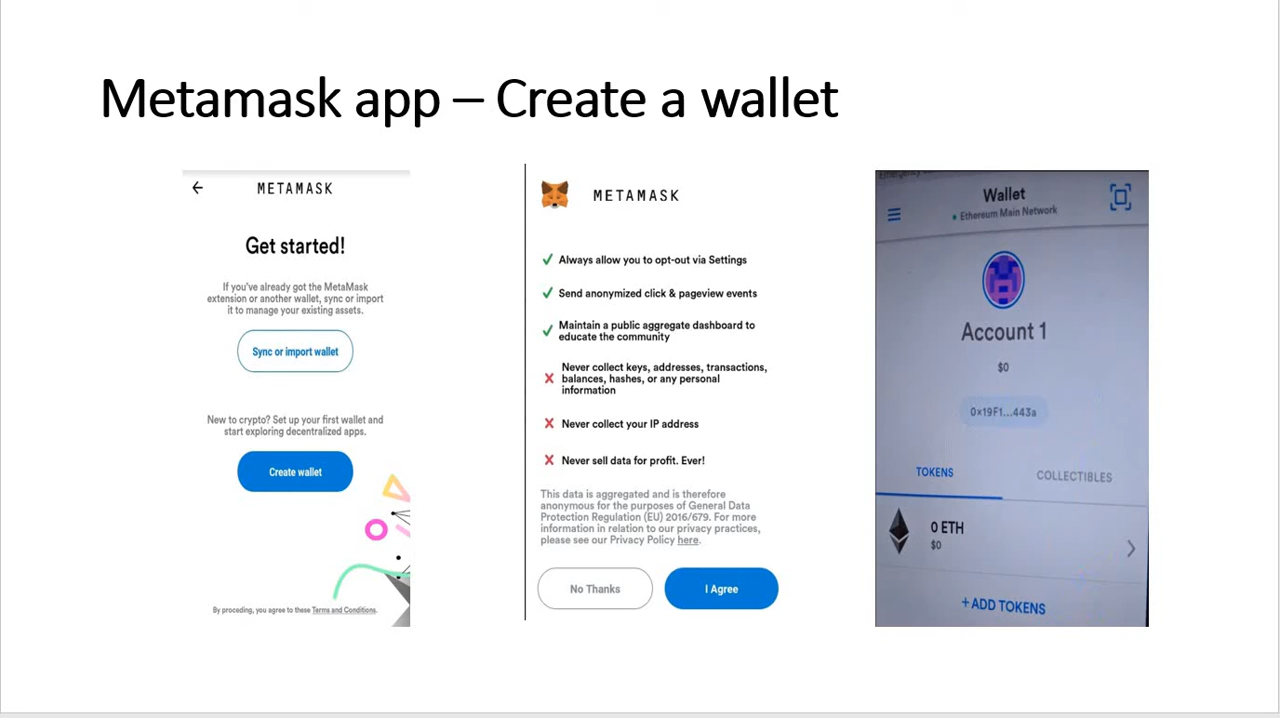 Metamask app – Create a wallet
METAMASK
Get started!
If you've already got the MetaMask
extension or another wallet, sync or import
it to manage your existing assets.
Sync or import wallet
New to crypto? Set up your first wallet and
start exploring decentralized apps.
Create wallet
By proceding, you agree to these Terms and Conditions.
METAMASK
Always allow you to opt-out via Settings
Send anonymized click & pageview events
Maintain a public aggregate dashboard to
educate the community
Never collect keys, addresses, transactions,
balances, hashes, or any personal
information
Never collect your IP address
Never sell data for profit. Ever!
This data is aggregated and is therefore
anonymous for the purposes of General Data
Protection Regulation (EU) 2016/679. For more
information in relation to our privacy practices,
please see our Privacy Policy here.
No Thanks
I Agree
Wallet
Ethereum Main Network
Account 1
$0
0x19F1...443a
TOKENS
COLLECTIBLES
0 ETH
$0
+ADD TOKENS